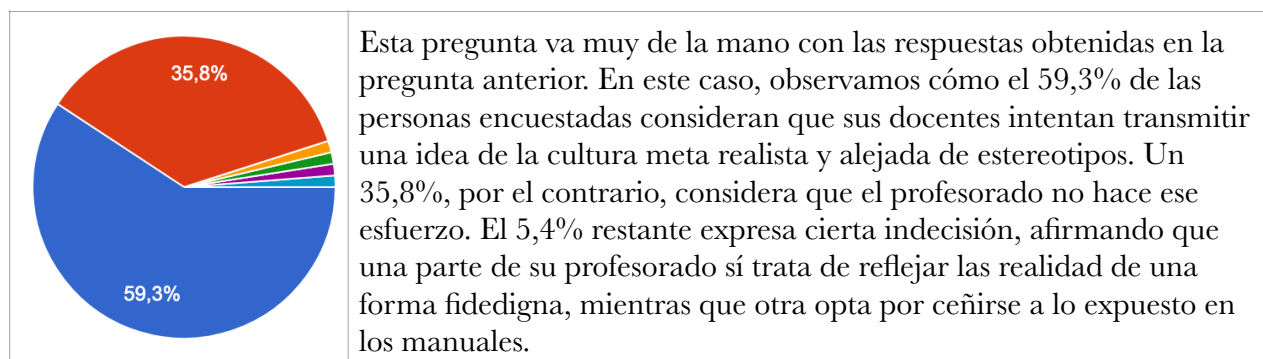 35,8%
59,3%
Esta pregunta va muy de la mano con las respuestas obtenidas en la
pregunta anterior. En este caso, observamos cómo el 59,3% de las
personas encuestadas consideran que sus docentes intentan transmitir
una idea de la cultura meta realista y alejada de estereotipos. Un
35,8%, por el contrario, considera que el profesorado no hace ese
esfuerzo. El 5,4% restante expresa cierta indecisión, afirmando que
una parte de su profesorado sí trata de reflejar las realidad de una
forma fidedigna, mientras que otra opta por ceñirse a lo expuesto en
los manuales.